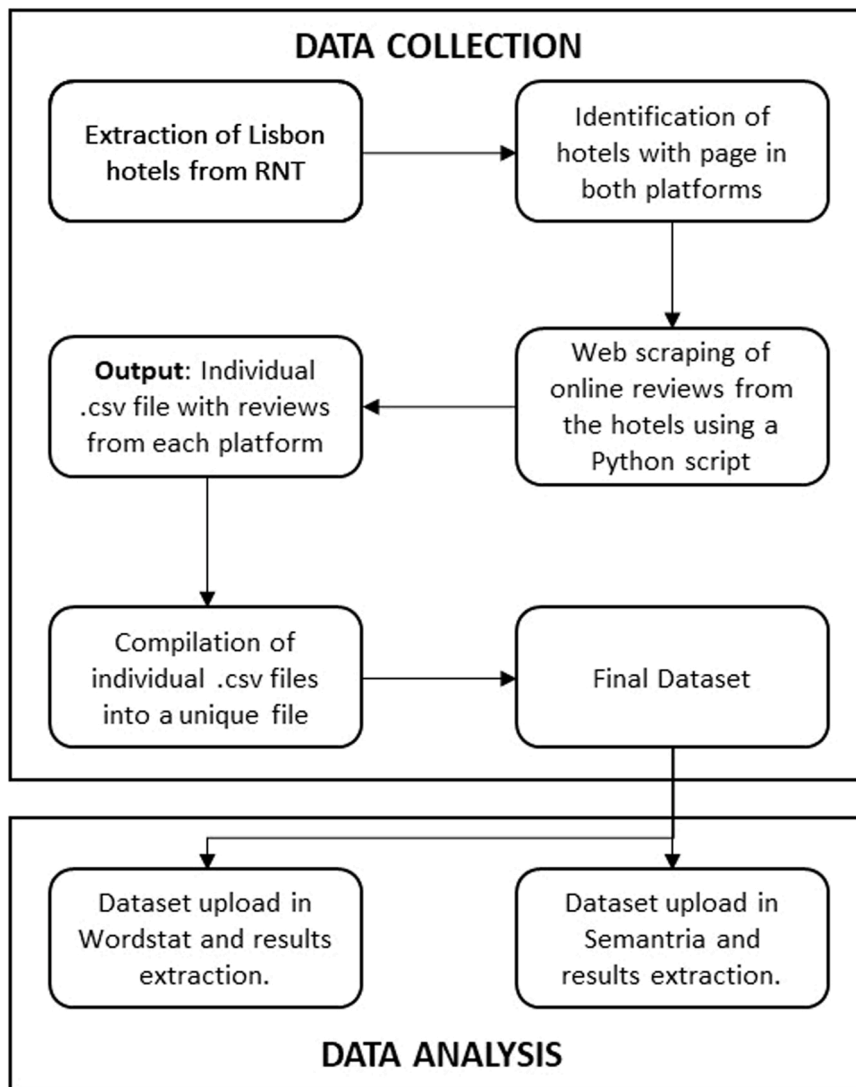 DATA COLLECTION
Extraction of Lisbon
hotels from RNT
Identification of
hotels with page in
both platforms
Web scraping of
online reviews from
the hotels using a
Python script
Output: Individual
.csv file with reviews
from each platform
Compilation of
individual .csv files
into a unique file
Final Dataset
Dataset upload in
Wordstat and results
extraction.
Dataset upload in
Semantria and
results extraction.
DATA ANALYSIS